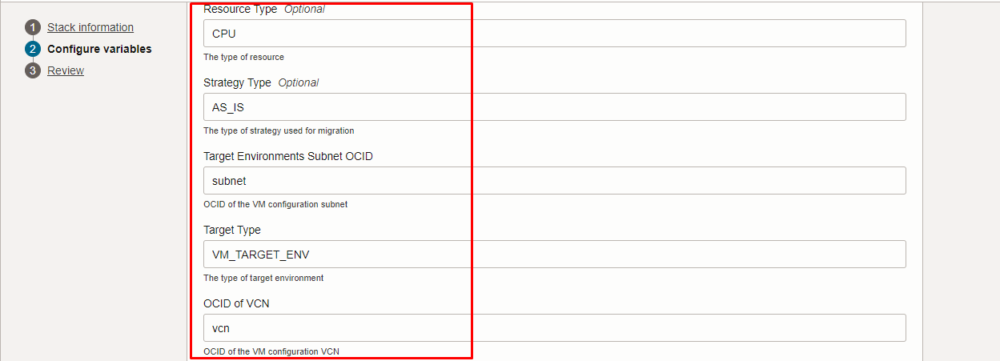 1 Stack information
2 Configure variables
3 Review
Resource Type Optional
CPU
The type of resource
Strategy Type Optional
AS_IS
The type of strategy used for migration
Target Environments Subnet OCID
subnet
OCID of the VM configuration subnet
Target Type
VM_TARGET_ENV
The type of target environment
OCID of VCN
vcn
OCID of the VM configuration VCN